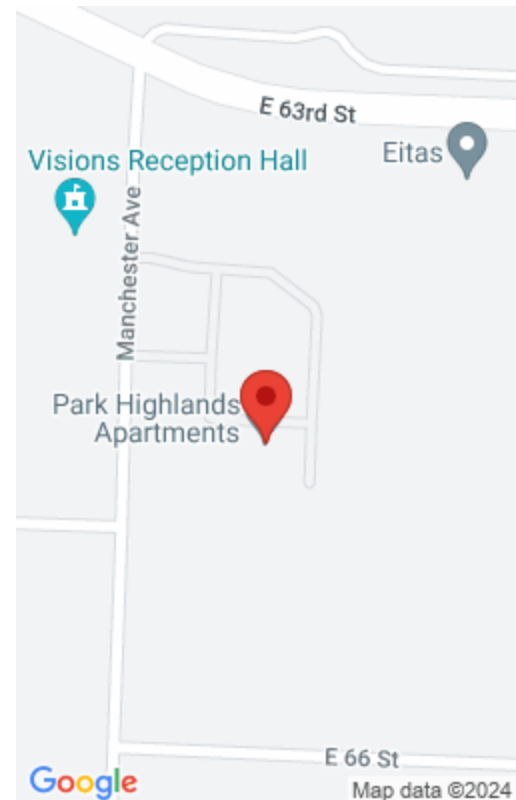 E 63rd St
Eitas
Visions Reception Hall
Manchester Ave
Park Highlands
Apartments
E 66 St
Google
Map data ©2024